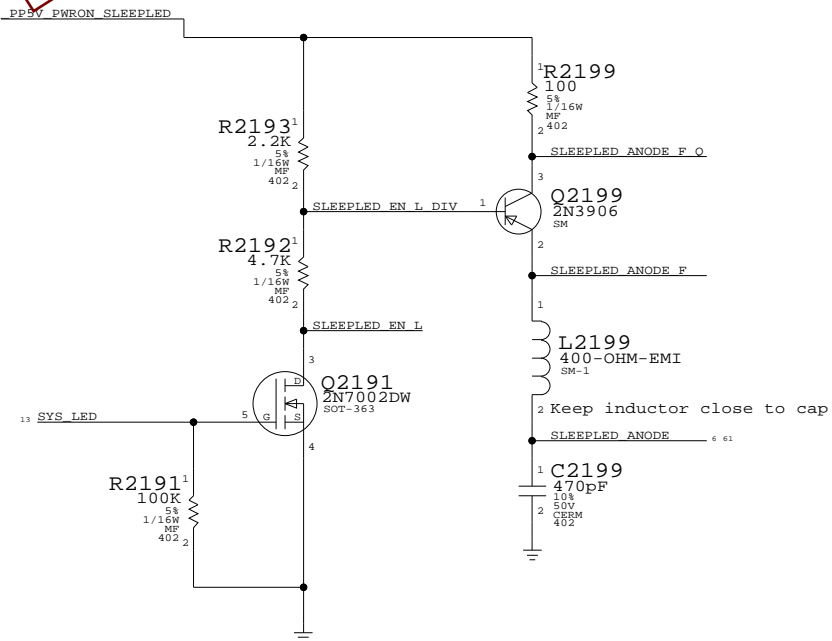 PP5V_PWRON_SLEEPLED
1
R2199
100
5%
1/16W
MF
402
2
SLEEPLED_ANODE_F_Q
R2193
1
2.2K
5%
1/16W
MF
402
2
SLEEPLED_EN_L_DIV
1
3
Q2199
2N3906
SM
2
R2192
1
4.7K
5%
1/16W
MF
402
2
SLEEPLED_ANODE_F
SLEEPLED_EN_L
1
L2199
400-OHM-EMI
SM-1
2
Keep inductor close to cap
3
D
Q2191
2N7002DW
SOT-363
G
S
5
4
13
SYS_LED
SLEEPLED_ANODE
6 61
R2191
1
100K
5%
1/16W
MF
402
2
1
C2199
470pF
10%
50V
CERM
402
2